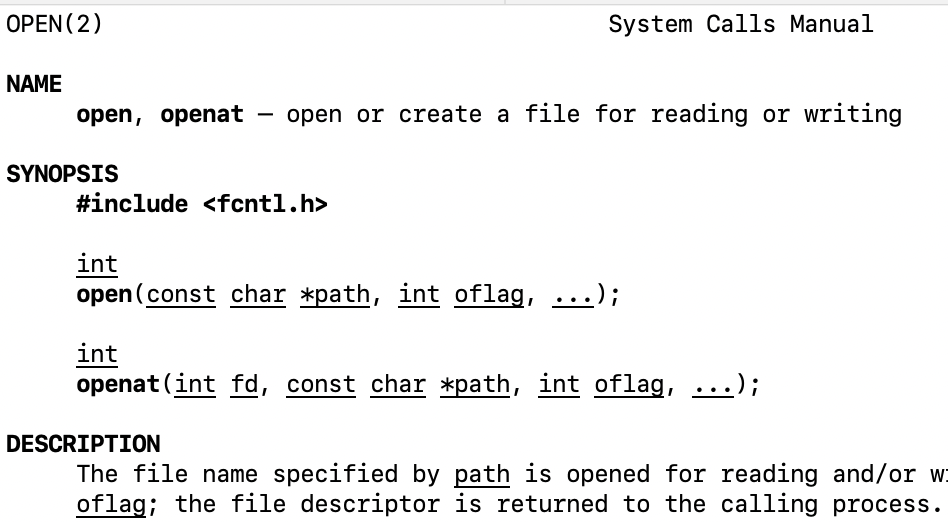 OPEN(2) System Calls Manual
NAME
open, openat – open or create a file for reading or writing
SYNOPSIS
#include <fcntl.h>
int
open(const char *path, int oflag, ...);
int
openat(int fd, const char *path, int oflag, ...);
DESCRIPTION
The file name specified by path is opened for reading and/or
oflag; the file descriptor is returned to the calling process.